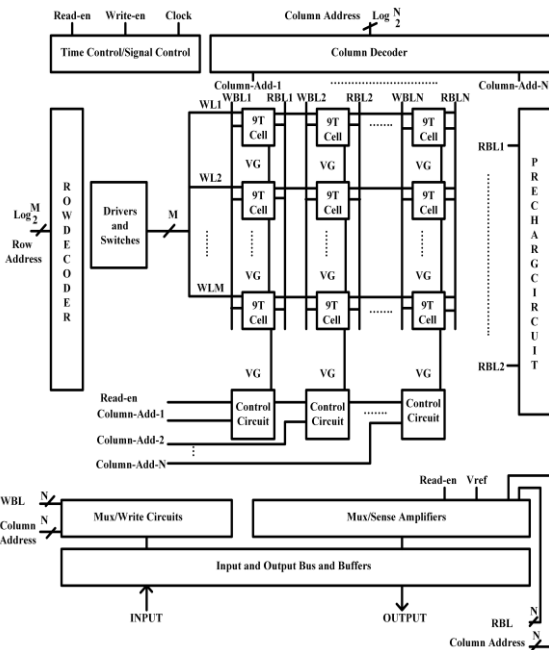 Read-en Write-en Clock
Column Address Log N 2
Time Control/Signal Control
Column Decoder
Column-Add-1
Column-Add-N
WBL1 RBL1 WBL2 RBL2 WBLN RBLN
WL1
9T Cell 9T Cell 9T Cell
VG VG VG
RBL1
WL2
9T Cell 9T Cell 9T Cell
ROWDECODER
Drivers and Switches
M
Log M 2
Row Address
PRECHARGCIRCUIT
VG VG VG
WLM
9T Cell 9T Cell 9T Cell
VG VG VG
RBL2
Read-en
Column-Add-1
Column-Add-2
Column-Add-N
Control Circuit Control Circuit Control Circuit
Read-en Vref
WBL N
Column Address N
Mux/Write Circuits
Mux/Sense Amplifiers
Input and Output Bus and Buffers
INPUT
OUTPUT
RBL N
Column Address N